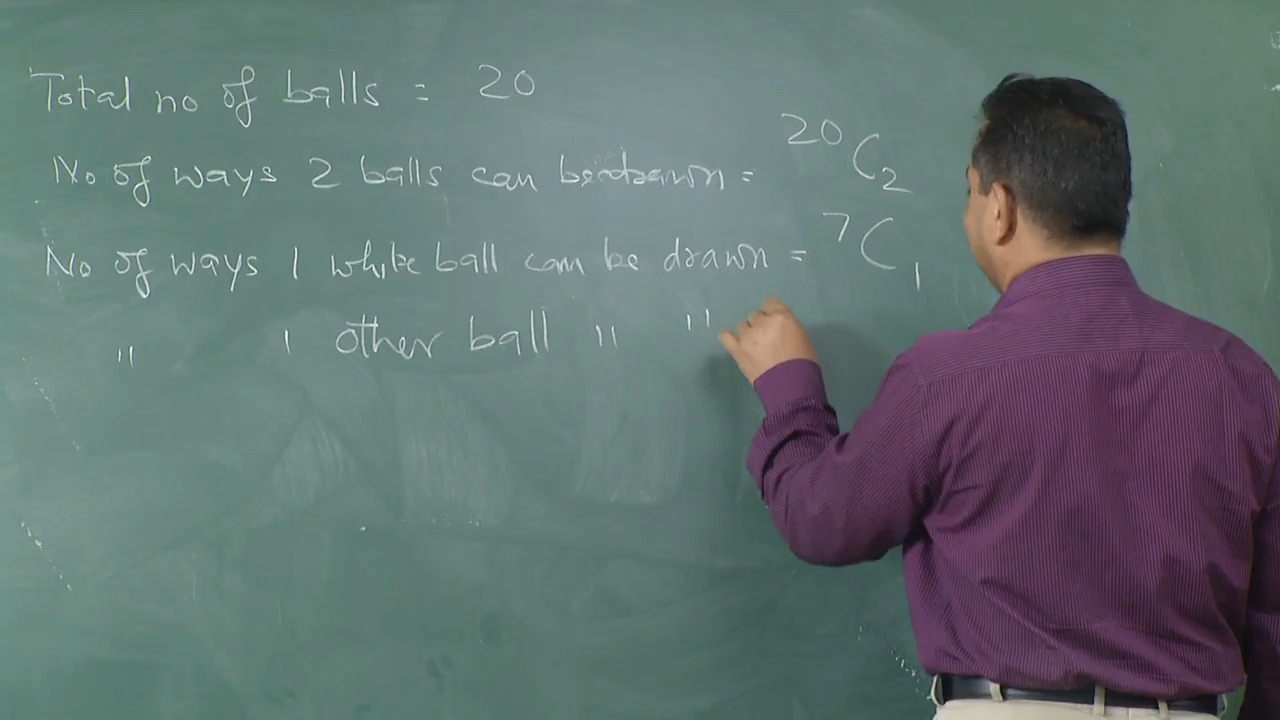 Total no of balls = 20
No of ways 2 balls can be drawn = ²⁰C₂
No of ways 1 white ball can be drawn = ⁷C₁
" 1 other ball " "